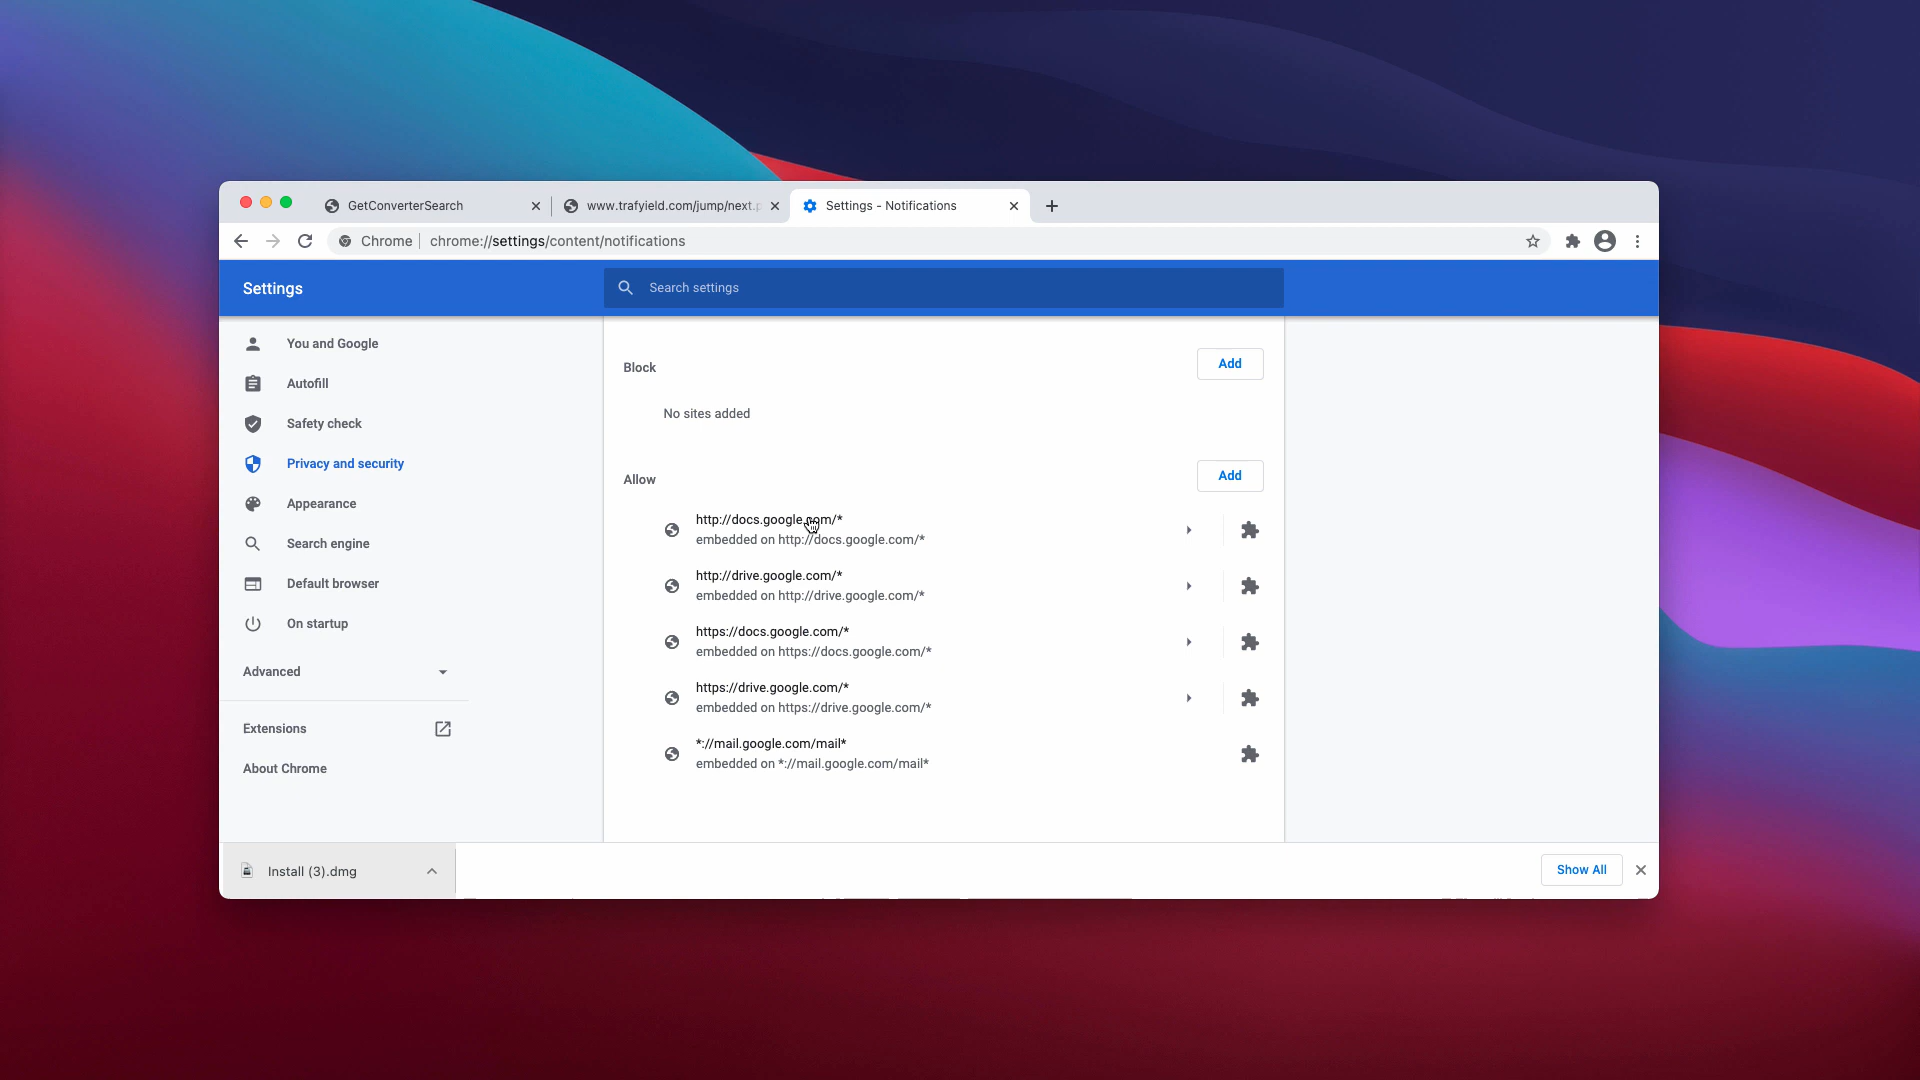 GetConverterSearch
www.trafyield.com/jump/next.p
Settings - Notifications
Chrome
chrome://settings/content/notifications
Settings
Search settings
You and Google
Autofill
Safety check
Privacy and security
Appearance
Search engine
Default browser
On startup
Advanced
Extensions
About Chrome
Block
Add
No sites added
Allow
Add
http://docs.google.com/*
embedded on http://docs.google.com/*
http://drive.google.com/*
embedded on http://drive.google.com/*
https://docs.google.com/*
embedded on https://docs.google.com/*
https://drive.google.com/*
embedded on https://drive.google.com/*
*://mail.google.com/mail*
embedded on *://mail.google.com/mail*
Install (3).dmg
Show All